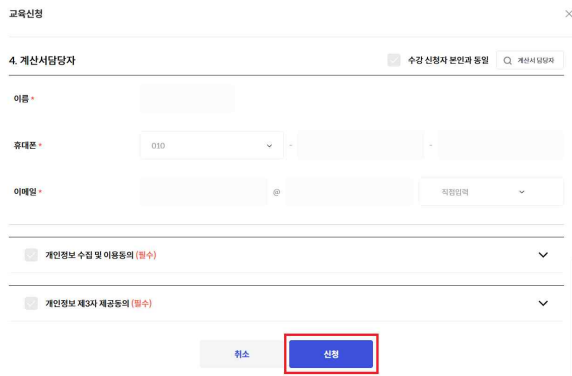 교육신청
4. 계산서담당자
수강 신청자 본인과 동일
계산서 담당자
이름 *
휴대폰 *
010
-
-
이메일 *
@
직접입력
개인정보 수집 및 이용동의 (필수)
개인정보 제3자 제공동의 (필수)
취소
신청